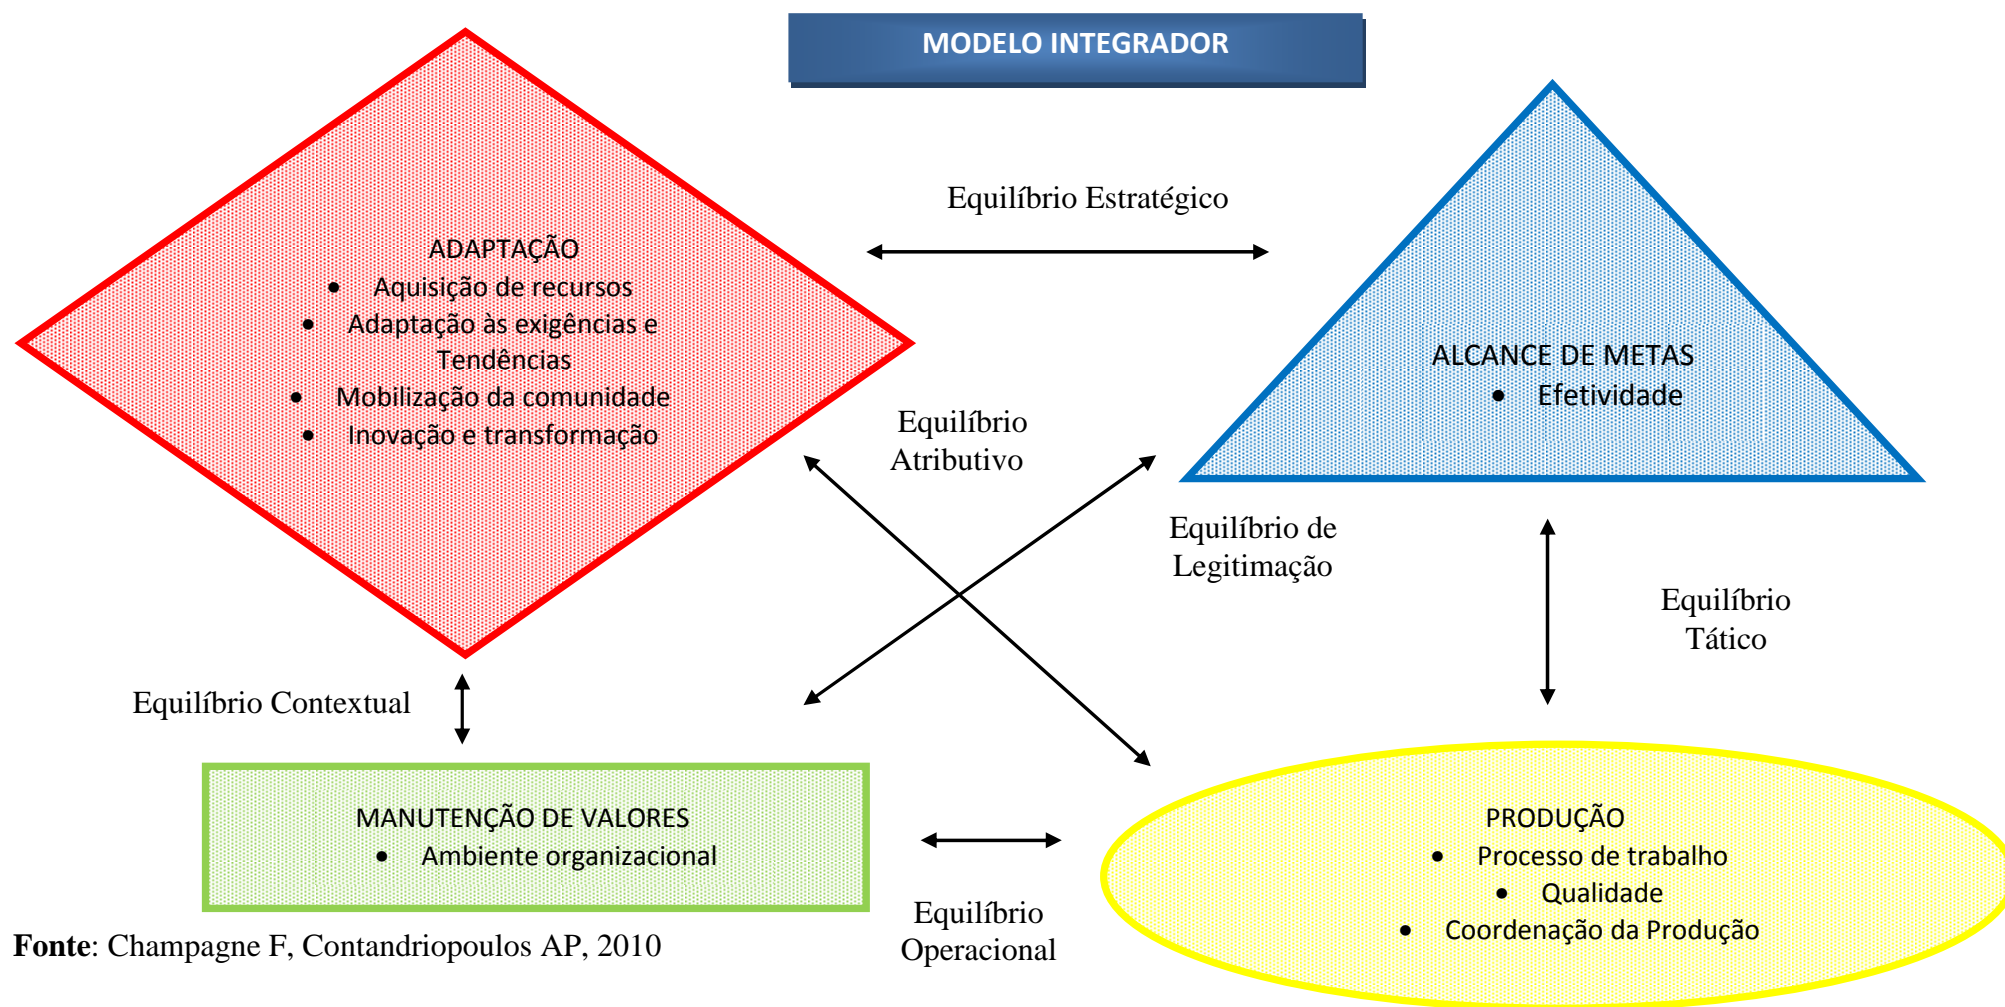 MODELO INTEGRADOR
Equilíbrio Estratégico
ADAPTAÇÃO
• Aquisição de recursos
• Adaptação às exigências e
Tendências
• Mobilização da comunidade
• Inovação e transformação
ALCANCE DE METAS
• Efetividade
Equilíbrio
Atributivo
Equilíbrio de
Legitimação
Equilíbrio
Tático
Equilíbrio Contextual
MANUTENÇÃO DE VALORES
• Ambiente organizacional
PRODUÇÃO
• Processo de trabalho
• Qualidade
• Coordenação da Produção
Equilíbrio
Operacional
Fonte: Champagne F, Contandriopoulos AP, 2010